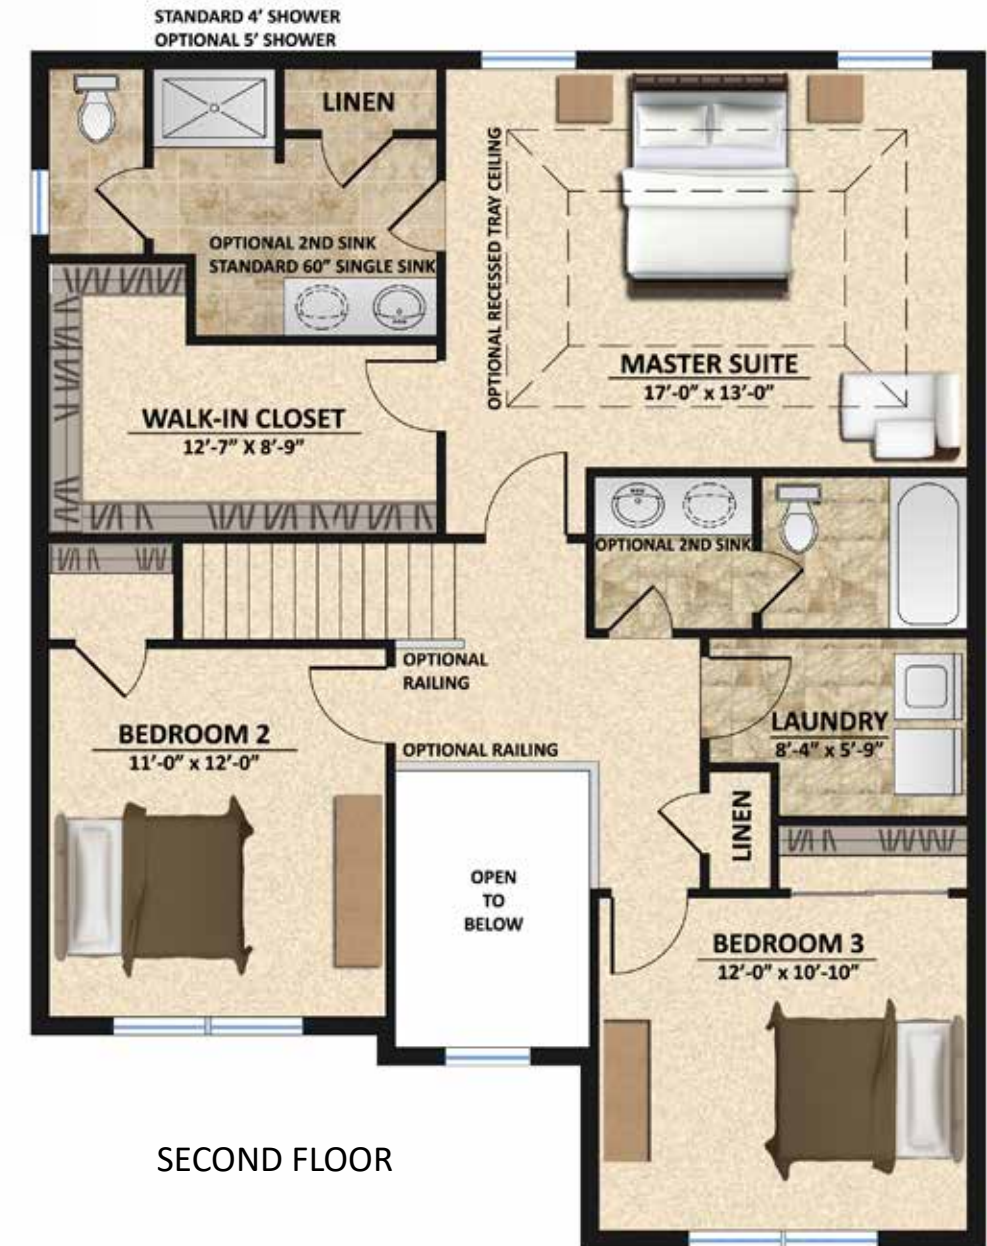 STANDARD 4’ SHOWER
OPTIONAL 5’ SHOWER
LINEN
OPTIONAL RECESSED TRAY CEILING
OPTIONAL 2ND SINK
STANDARD 60” SINGLE SINK
MASTER SUITE
17’-0” x 13’-0”
WALK-IN CLOSET
12’-7” X 8’-9”
OPTIONAL 2ND SINK
OPTIONAL
RAILING
BEDROOM 2
11’-0” x 12’-0”
OPTIONAL RAILING
LAUNDRY
8’-4” x 5’-9”
LINEN
OPEN
TO
BELOW
BEDROOM 3
12’-0” x 10’-10”
SECOND FLOOR